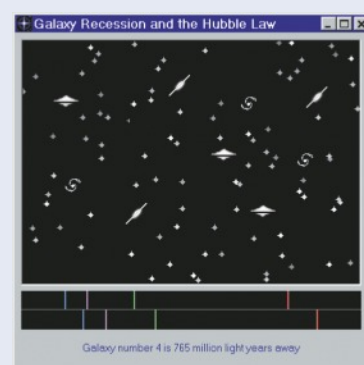 Galaxy Recession and the Hubble Law
Galaxy number 4 is 765 million light years away